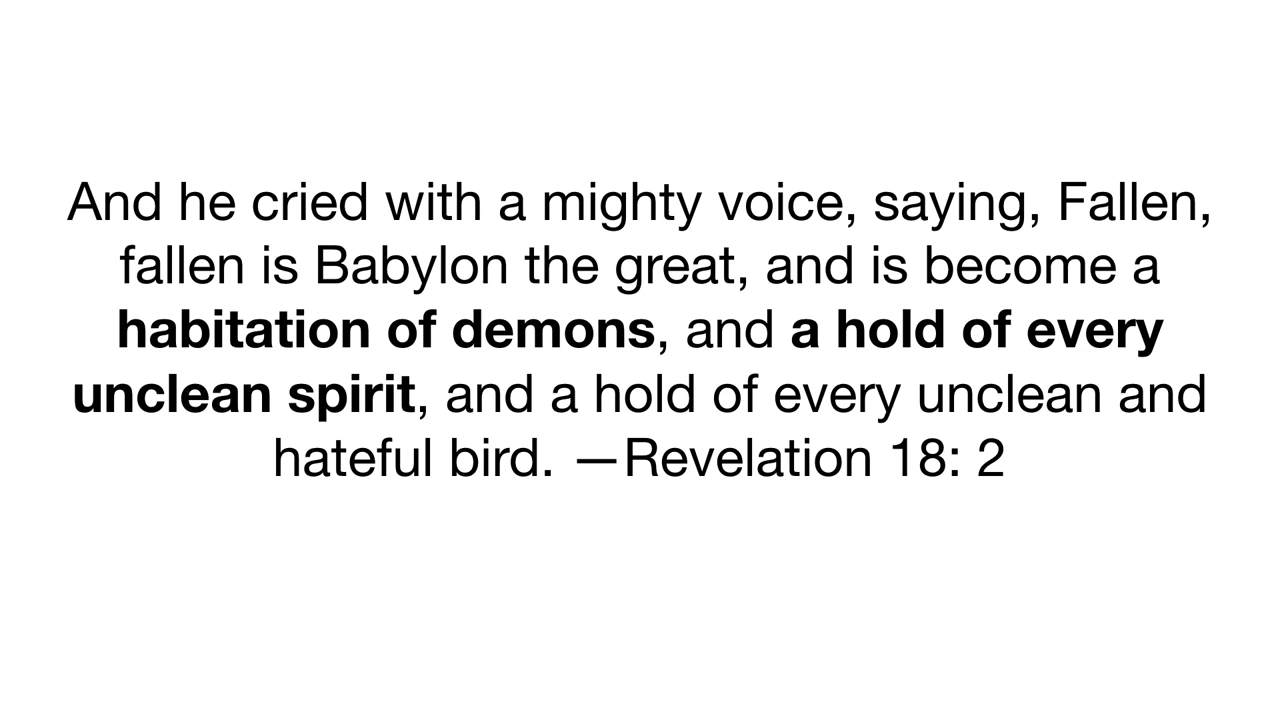 And he cried with a mighty voice, saying, Fallen,
fallen is Babylon the great, and is become a
habitation of demons, and a hold of every
unclean spirit, and a hold of every unclean and
hateful bird. —Revelation 18: 2